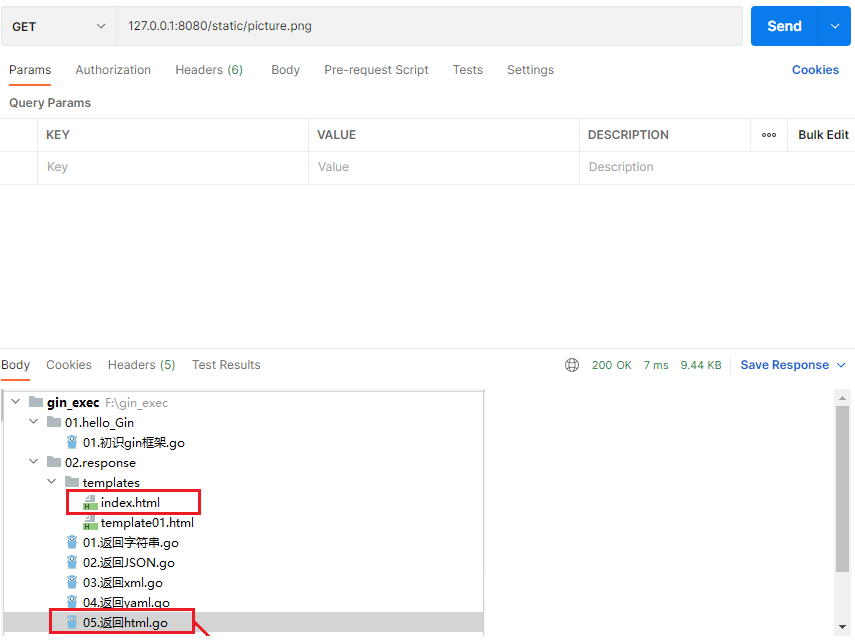 GET 127.0.0.1:8080/static/picture.png Send
Params Authorization Headers (6) Body Pre-request Script Tests Settings Cookies
Query Params
KEY VALUE DESCRIPTION ooo Bulk Edit
Key Value Description
Body Cookies Headers (5) Test Results 200 OK 7 ms 9.44 KB Save Response
gin_exec F:\gin_exec
01.hello_Gin
01.初识gin框架.go
02.response
templates
index.html
template01.html
01.返回字符串.go
02.返回JSON.go
03.返回xml.go
04.返回yaml.go
05.返回html.go